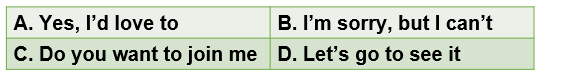 A. Yes, I’d love to B. I’m sorry, but I can’t
C. Do you want to join me D. Let’s go to see it